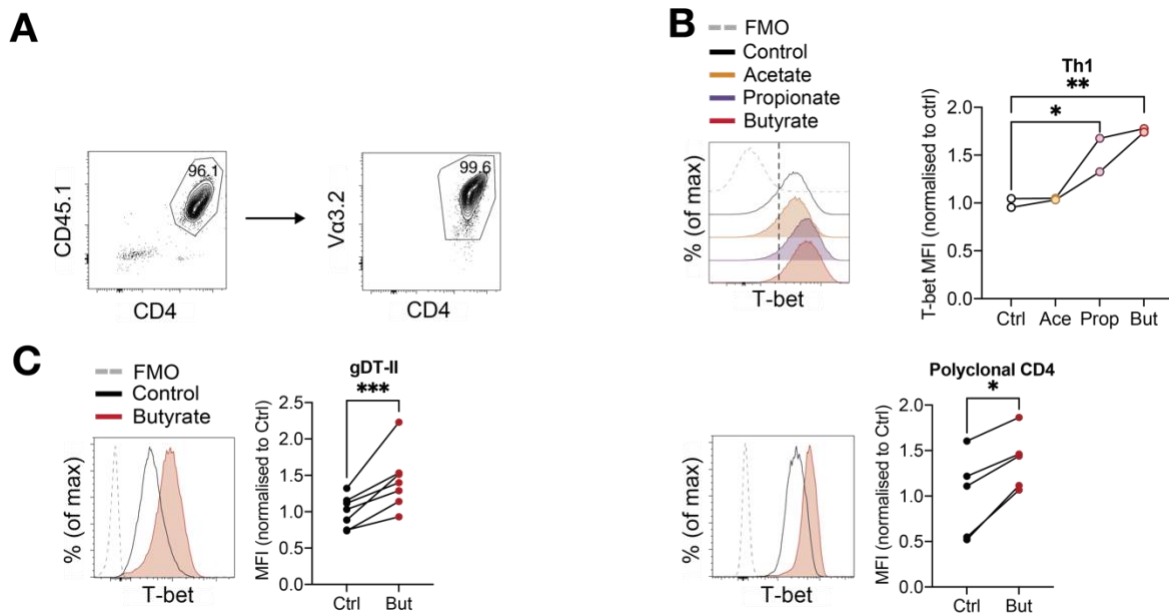 A
96.1
CD45.1
CD4
99.6
Vα3.2
CD4
B
FMO
Control
Acetate
Propionate
Butyrate
% (of max)
T-bet
Th1
**
*
T-bet MFI (normalised to ctrl)
2.0
1.5
1.0
0.5
0.0
Ctrl Ace Prop But
C
FMO
Control
Butyrate
% (of max)
T-bet
gDT-II
***
MFI (normalised to Ctrl)
2.5
2.0
1.5
1.0
0.5
0.0
Ctrl But
% (of max)
T-bet
Polyclonal CD4
*
MFI (normalised to Ctrl)
2.0
1.5
1.0
0.5
0.0
Ctrl But